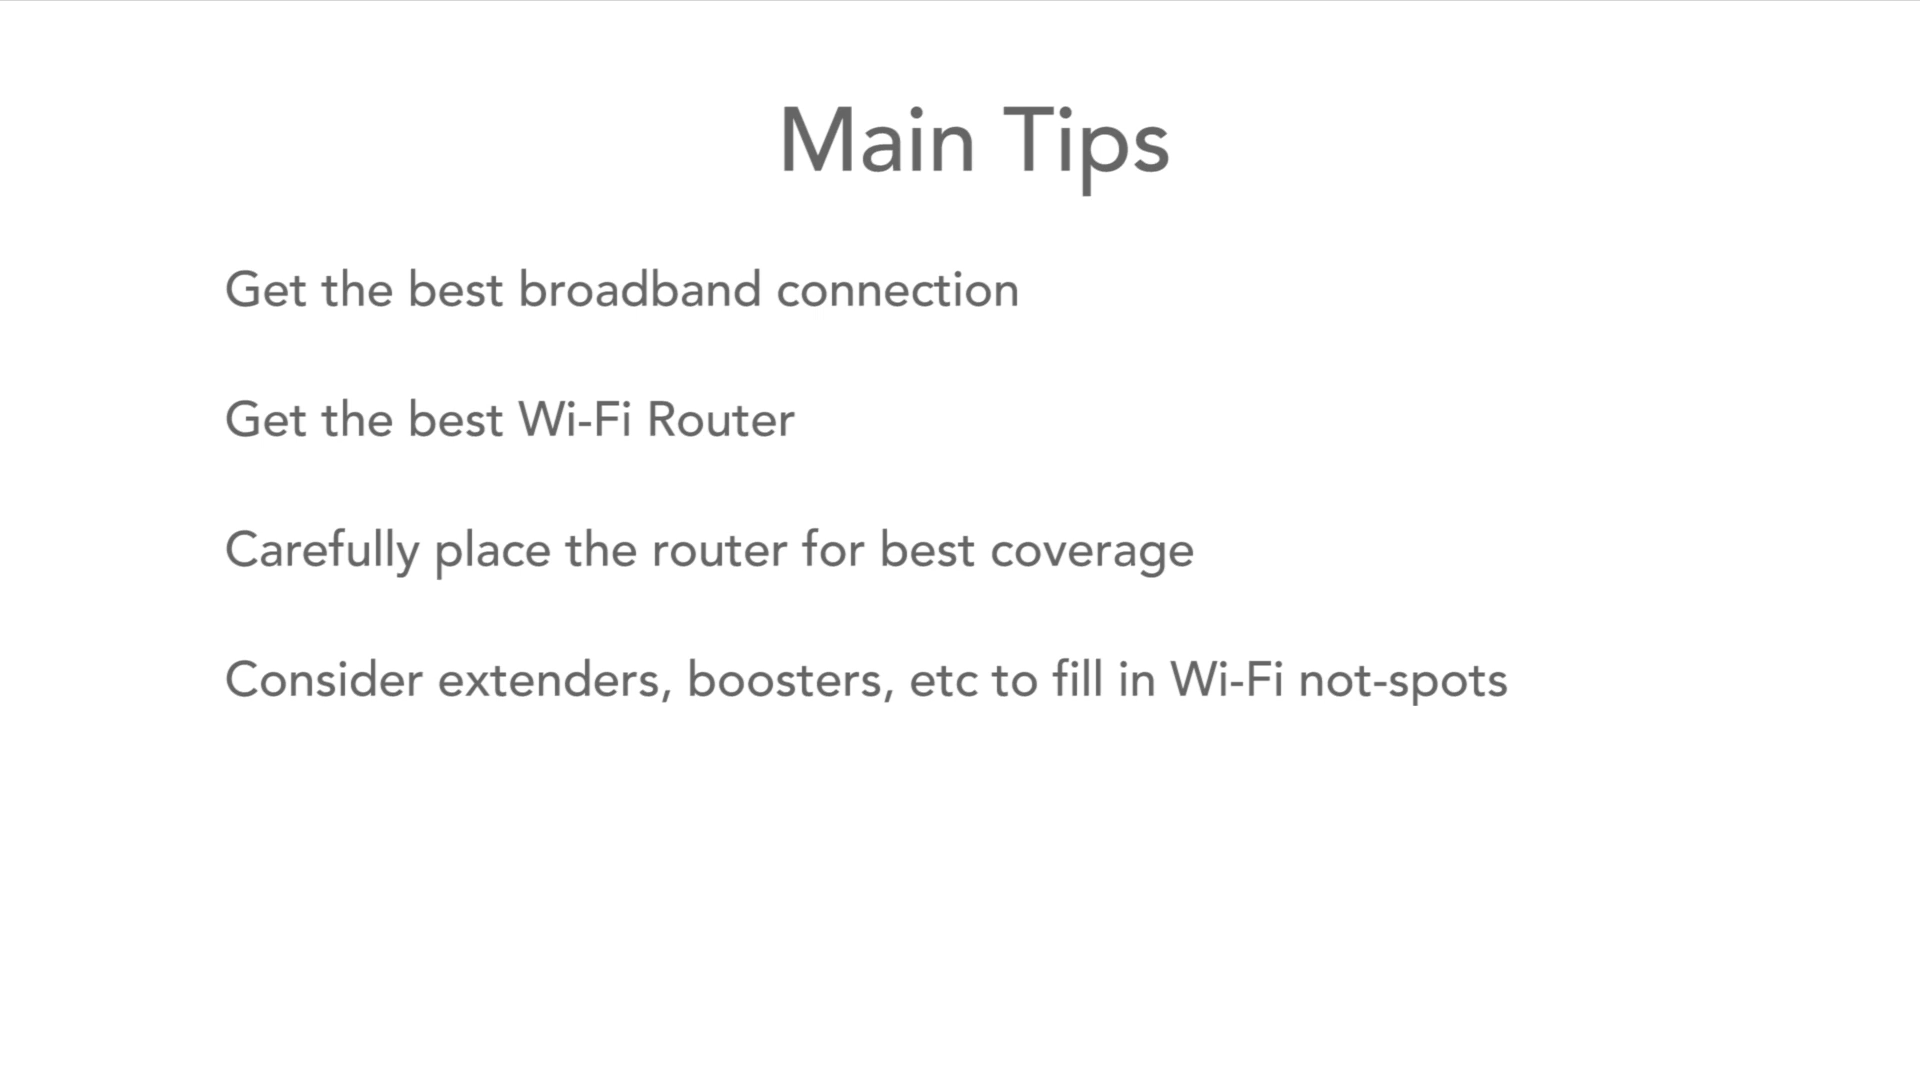 Main Tips
Get the best broadband connection
Get the best Wi-Fi Router
Carefully place the router for best coverage
Consider extenders, boosters, etc to fill in Wi-Fi not-spots